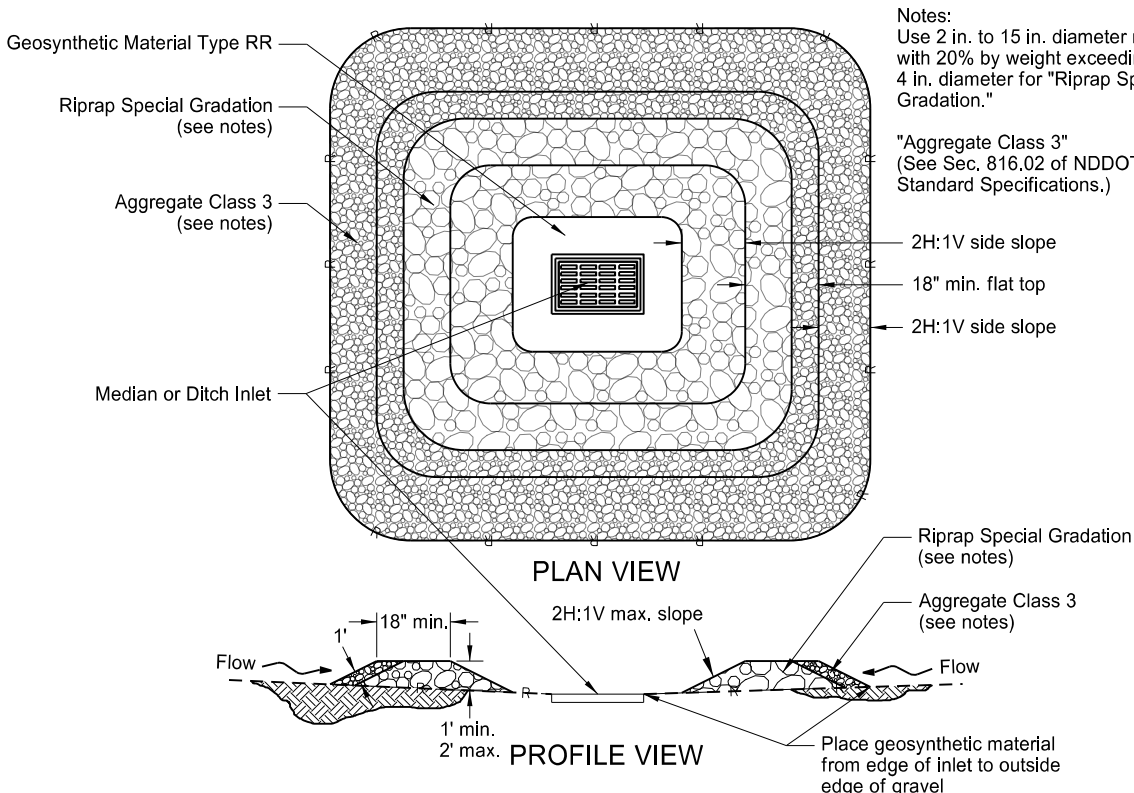 Geosynthetic Material Type RR
Riprap Special Gradation
(see notes)
Aggregate Class 3
(see notes)
Median or Ditch Inlet
Notes:
Use 2 in. to 15 in. diameter
with 20% by weight
4 in. diameter for "Riprap
Gradation."
"Aggregate Class 3"
(See Sec. 816.02 of NDDOT
Standard Specifications.)
2H:1V side slope
18" min. flat top
2H:1V side slope
PLAN VIEW
Riprap Special Gradation
(see notes)
Aggregate Class 3
(see notes)
2H:1V max. slope
18" min.
1'
Flow
Flow
R
R
R
1' min.
2' max.
PROFILE VIEW
Place geosynthetic material
from edge of inlet to outside
edge of gravel